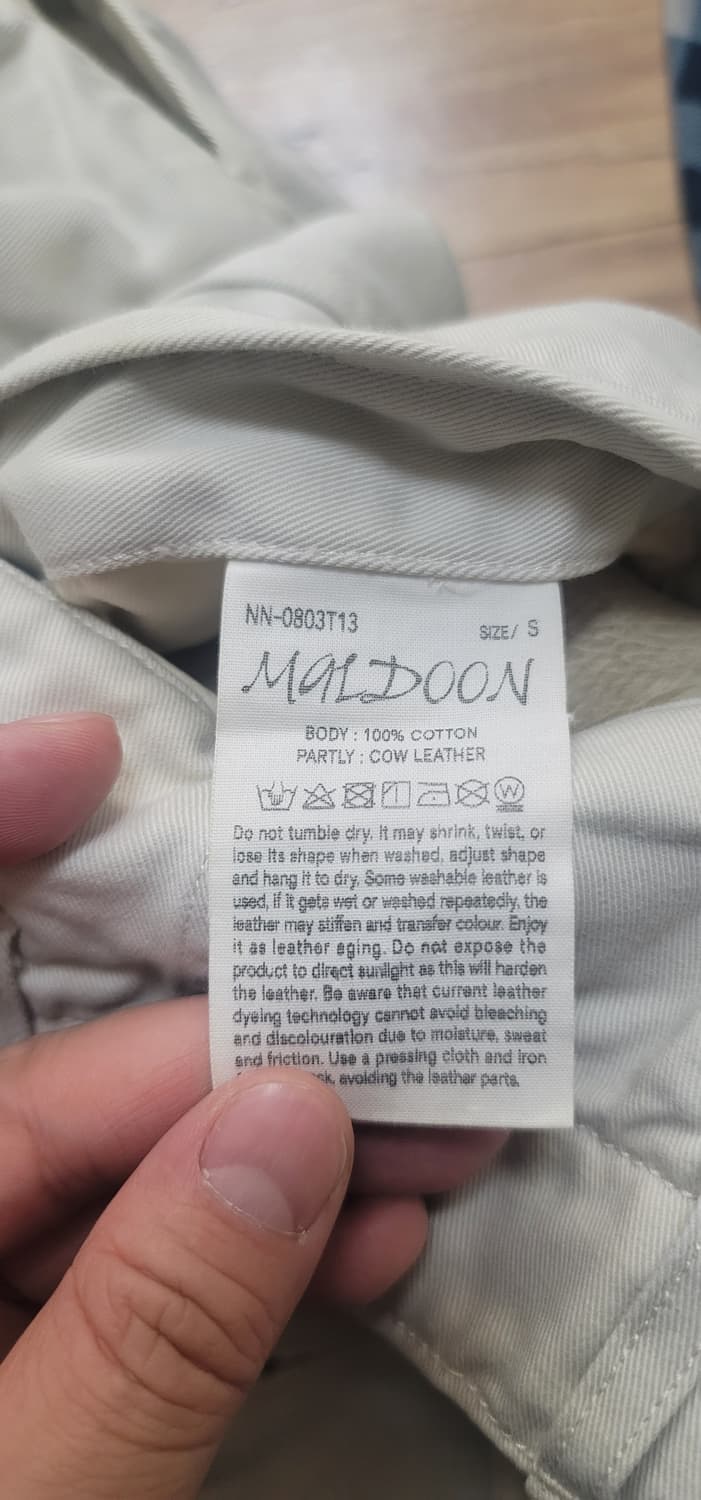 NN-0803T13
SIZE/ S
MALDOON
BODY : 100% COTTON
PARTLY : COW LEATHER
W
Do not tumble dry. It may shrink, twist, or
lose its shape when washed, adjust shape
and hang it to dry. Some washable leather is
used, if it gets wet or washed repeatedly, the
leather may stiffen and transfer colour. Enjoy
it as leather aging. Do not expose the
product to direct sunlight as this will harden
the leather. Be aware that current leather
dyeing technology cannot avoid bleaching
and discolouration due to moisture, sweat
and friction. Use a pressing cloth and iron
avoiding the leather parts.